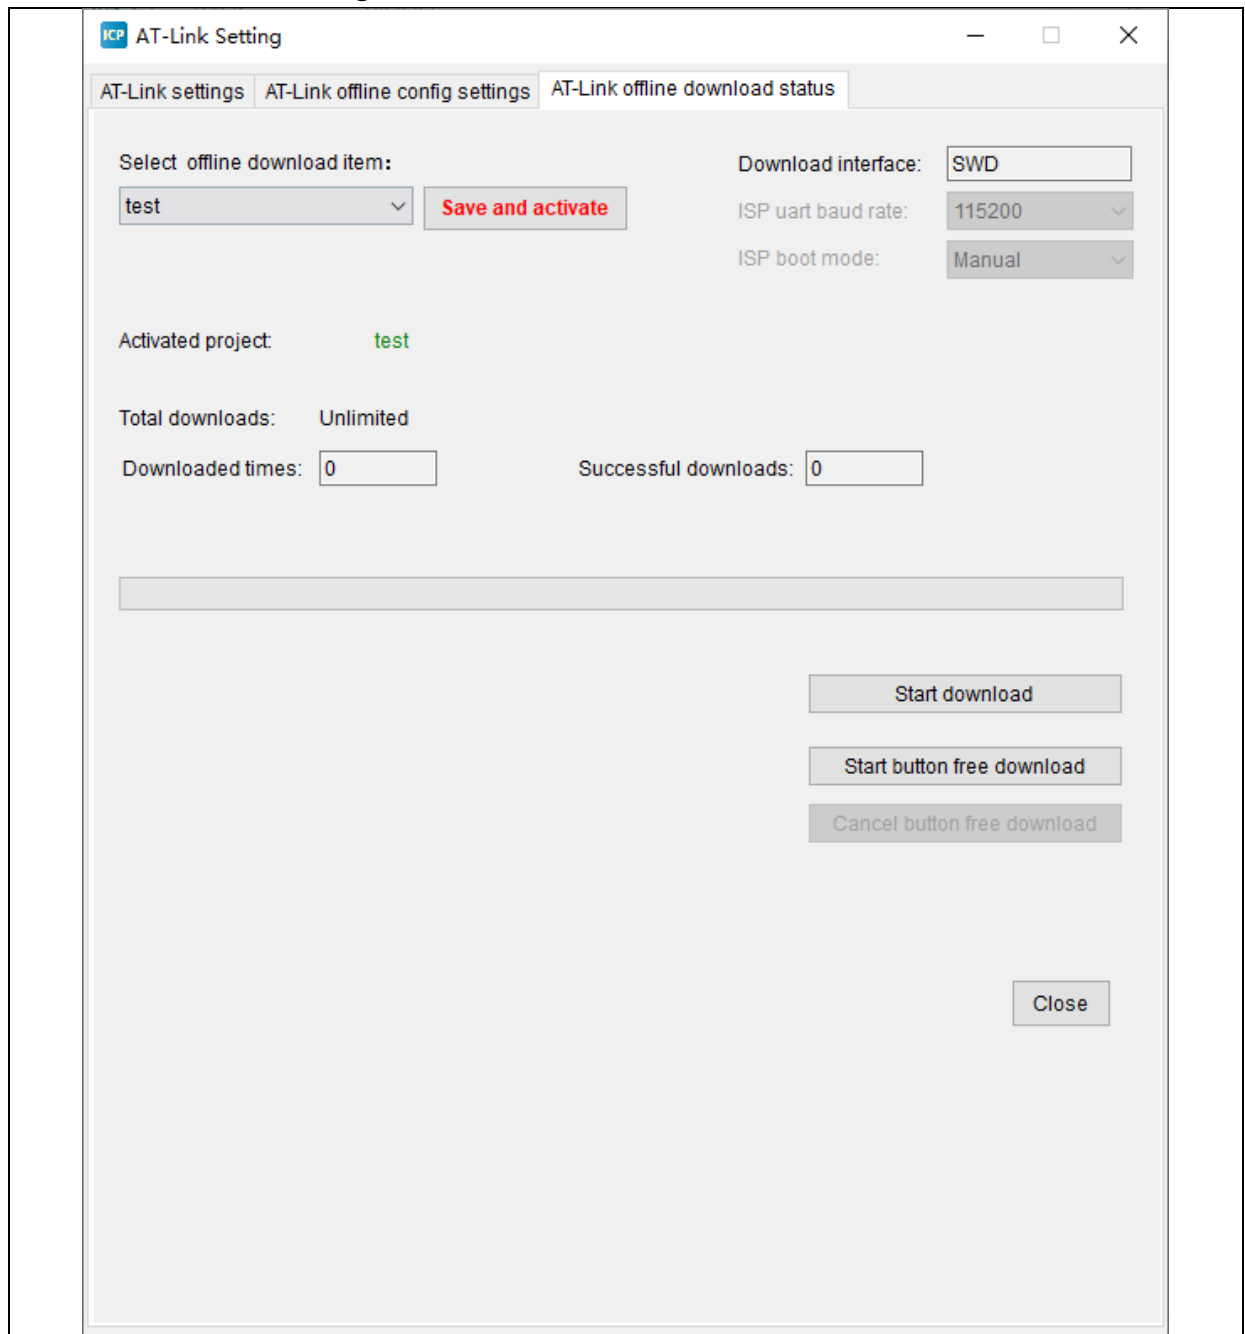 ICP AT-Link Setting
AT-Link settings AT-Link offline config settings AT-Link offline download status
Select offline download item: Download interface: SWD
test Save and activate ISP uart baud rate: 115200
ISP boot mode: Manual
Activated project: test
Total downloads: Unlimited
Downloaded times: 0 Successful downloads: 0
Start download
Start button free download
Cancel button free download
Close